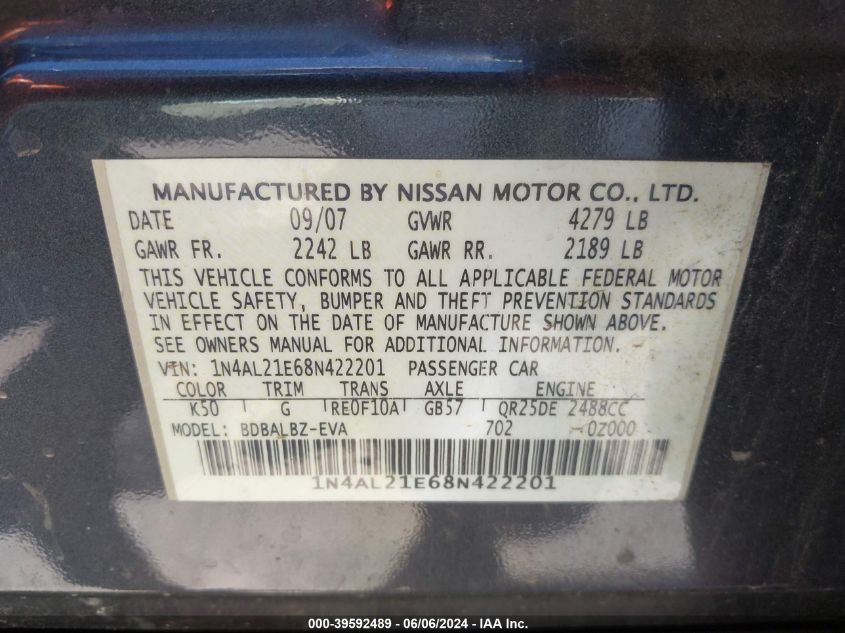 MANUFACTURED BY NISSAN MOTOR CO., LTD.
DATE 09/07 GVWR 4279 LB
GAWR FR. 2242 LB GAWR RR. 2189 LB
THIS VEHICLE CONFORMS TO ALL APPLICABLE FEDERAL MOTOR
VEHICLE SAFETY, BUMPER AND THEFT PREVENTION STANDARDS
IN EFFECT ON THE DATE OF MANUFACTURE SHOWN ABOVE.
SEE OWNERS MANUAL FOR ADDITIONAL INFORMATION.
VIN: 1N4AL21E68N422201 PASSENGER CAR
COLOR TRIM TRANS AXLE ENGINE
K50 G RE0F10A GB57 QR25DE 2488CC
MODEL: BDBALBZ-EVA 702 -0Z000
1N4AL21E68N422201
000-39592489 - 06/06/2024 - IAA Inc.